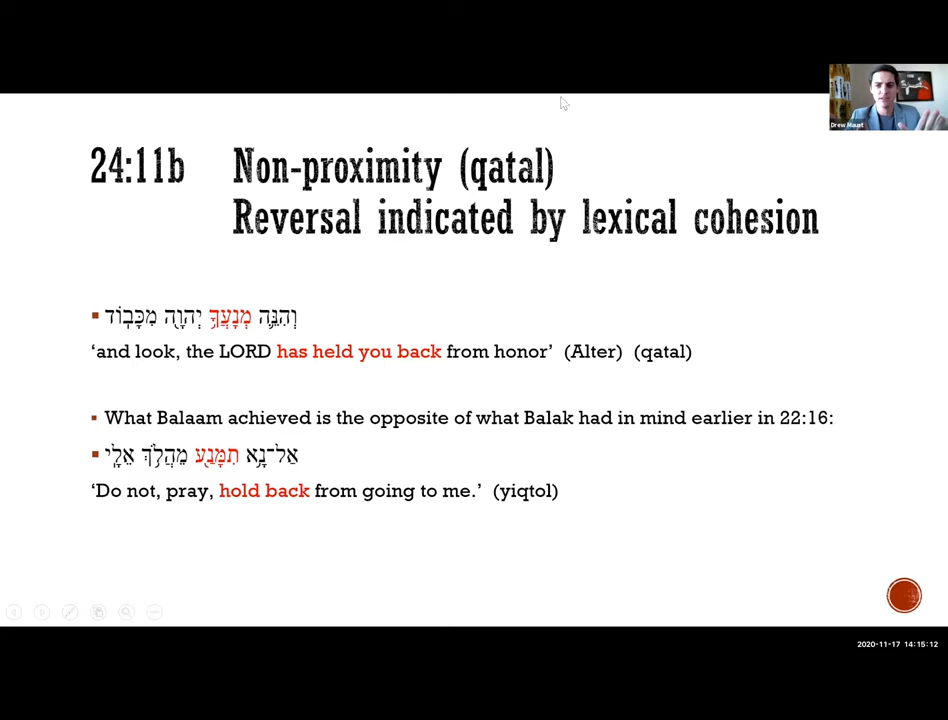 Drew Maust
24:11b Non-proximity (qatal)
Reversal indicated by lexical cohesion
▪ וְהִנֵּ֛ה מְנָעֲךָ֥ יְהוָ֖ה מִכָּבֽוֹד
‘and look, the LORD has held you back from honor’ (Alter) (qatal)
▪ What Balaam achieved is the opposite of what Balak had in mind earlier in 22:16:
▪ אַל־נָ֥א תִמָּנַ֖ע מֵהֲלֹ֥ךְ אֵלָֽי
‘Do not, pray, hold back from going to me.’ (yiqtol)
2020-11-17 14:15:12